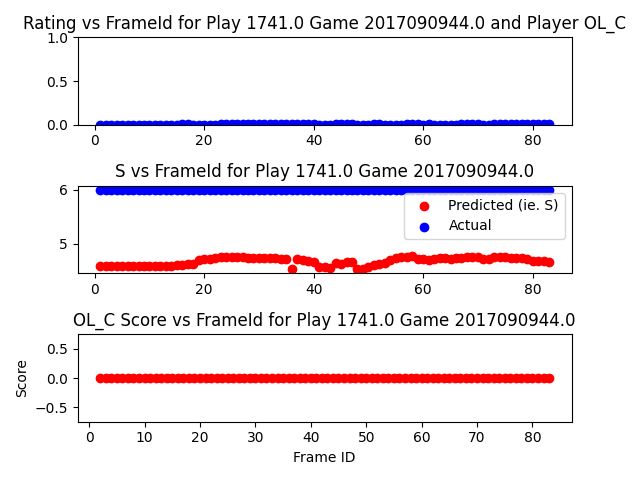 Rating vs FrameId for Play 1741.0 Game 2017090944.0 and Player OL_C
1.0
0.5
0.0
0 20 40 60 80
S vs FrameId for Play 1741.0 Game 2017090944.0
6
5
Predicted (ie. S)
Actual
0 20 40 60 80
OL_C Score vs FrameId for Play 1741.0 Game 2017090944.0
Score
0.5
0.0
−0.5
0 10 20 30 40 50 60 70 80
Frame ID